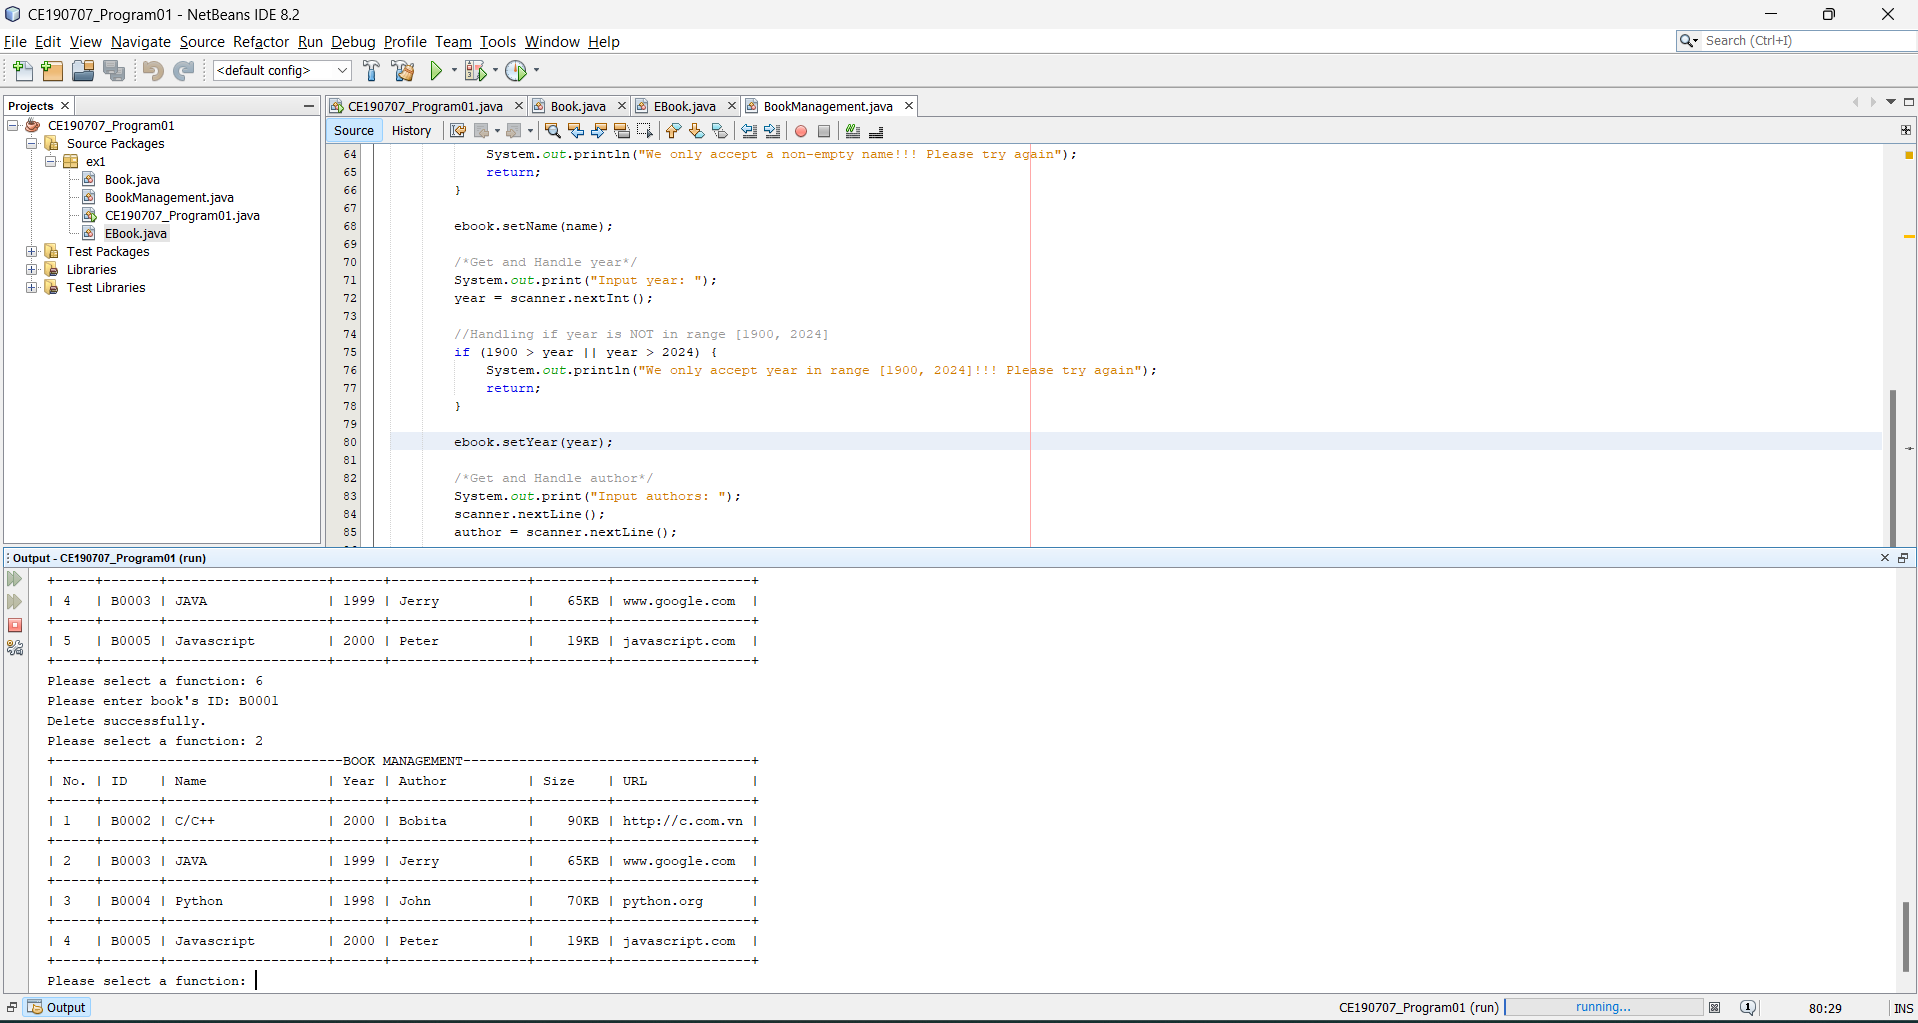 CE190707_Program01 - NetBeans IDE 8.2
File Edit View Navigate Source Refactor Run Debug Profile Team Tools Window Help
Search (Ctrl+I)
<default config>
Projects
CE190707_Program01
Source Packages
ex1
Book.java
BookManagement.java
CE190707_Program01.java
EBook.java
Test Packages
Libraries
Test Libraries
CE190707_Program01.java Book.java EBook.java BookManagement.java
Source History
64 System.out.println("We only accept a non-empty name!!! Please try again");
65 return;
66 }
67
68 ebook.setName(name);
69
70 /*Get and Handle year*/
71 System.out.print("Input year: ");
72 year = scanner.nextInt();
73
74 //Handling if year is NOT in range [1900, 2024]
75 if (1900 > year || year > 2024) {
76 System.out.println("We only accept year in range [1900, 2024]!!! Please try again");
77 return;
78 }
79
80 ebook.setYear(year);
81
82 /*Get and Handle author*/
83 System.out.print("Input authors: ");
84 scanner.nextLine();
85 author = scanner.nextLine();
Output - CE190707_Program01 (run)
+-----+-------+--------------------+------+-----------------+---------+-----------------+
| 4 | B0003 | JAVA | 1999 | Jerry | 65KB | www.google.com |
+-----+-------+--------------------+------+-----------------+---------+-----------------+
| 5 | B0005 | Javascript | 2000 | Peter | 19KB | javascript.com |
+-----+-------+--------------------+------+-----------------+---------+-----------------+
Please select a function: 6
Please enter book's ID: B0001
Delete successfully.
Please select a function: 2
+------------------------------------BOOK MANAGEMENT------------------------------------+
| No. | ID | Name | Year | Author | Size | URL |
+-----+-------+--------------------+------+-----------------+---------+-----------------+
| 1 | B0002 | C/C++ | 2000 | Bobita | 90KB | http://c.com.vn |
+-----+-------+--------------------+------+-----------------+---------+-----------------+
| 2 | B0003 | JAVA | 1999 | Jerry | 65KB | www.google.com |
+-----+-------+--------------------+------+-----------------+---------+-----------------+
| 3 | B0004 | Python | 1998 | John | 70KB | python.org |
+-----+-------+--------------------+------+-----------------+---------+-----------------+
| 4 | B0005 | Javascript | 2000 | Peter | 19KB | javascript.com |
+-----+-------+--------------------+------+-----------------+---------+-----------------+
Please select a function:
Output CE190707_Program01 (run) running... 1 80:29 INS